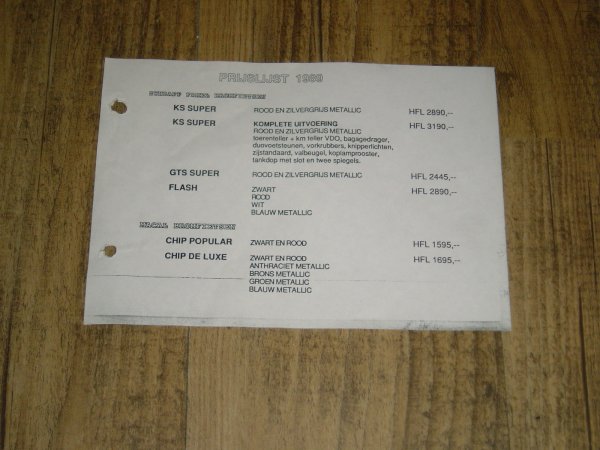 PRIJSLIJST 1989
KS SUPER ROOD EN ZILVERGRIJS METALLIC HFL 2890,--
KS SUPER KOMPLETE UITVOERING HFL 3190,--
ROOD EN ZILVERGRIJS METALLIC
toerenteller + km teller VDO, bagagedrager,
duovoetsteunen, vorkrubbers, knipperlichten,
zijstandaard, valbeugel, koplamprooster,
tankdop met slot en twee spiegels.
GTS SUPER ROOD EN ZILVERGRIJS METALLIC HFL 2445,--
FLASH ZWART HFL 2890,--
ROOD
WIT
BLAUW METALLIC
BROMFIETSEN
CHIP POPULAR ZWART EN ROOD HFL 1595,--
CHIP DE LUXE ZWART EN ROOD HFL 1695,--
ANTHRACIET METALLIC
BRONS METALLIC
GROEN METALLIC
BLAUW METALLIC